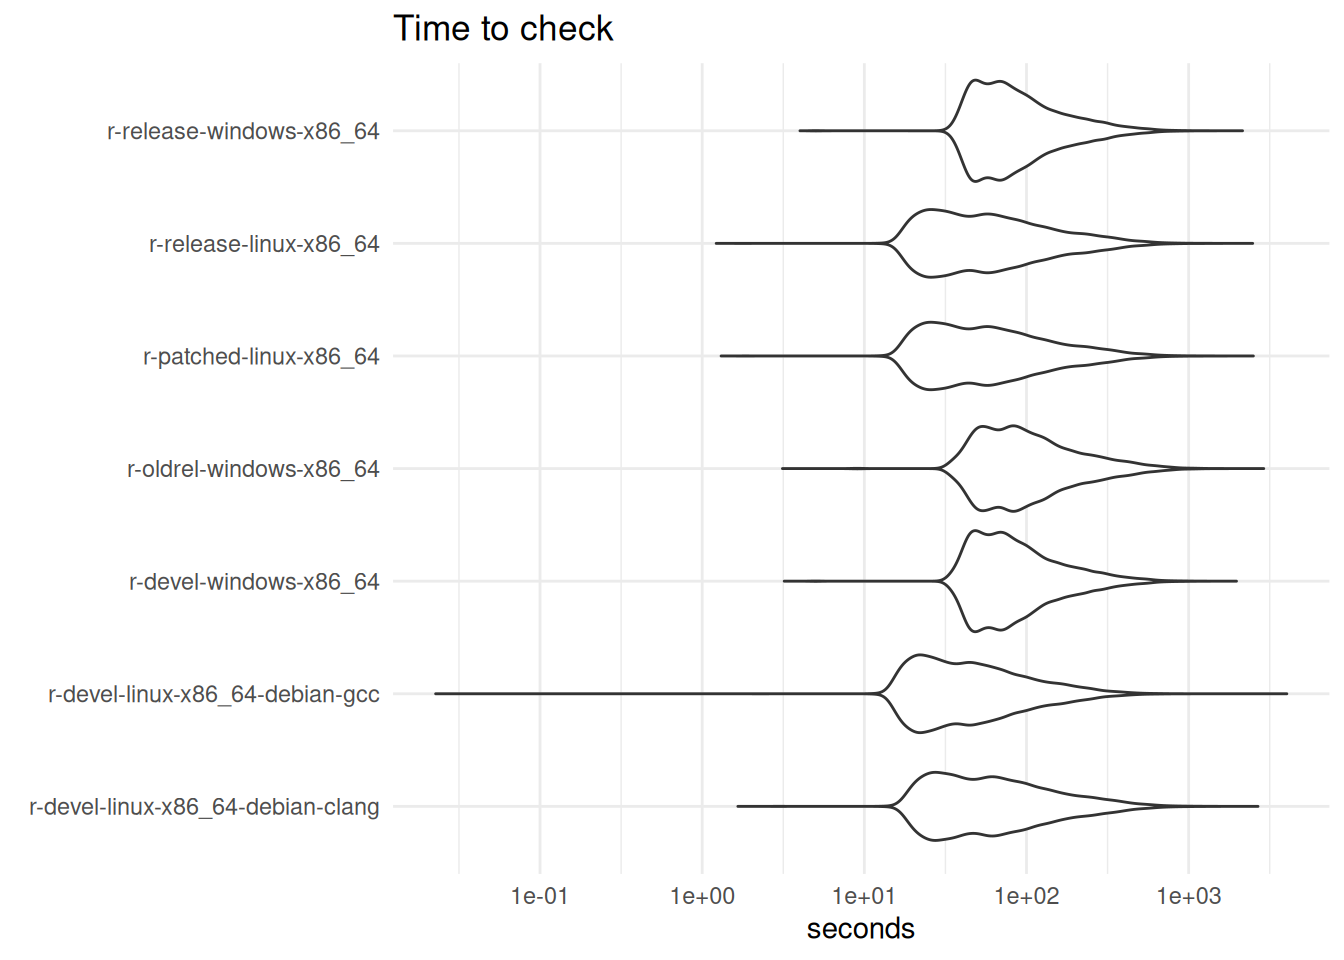 Time to check
r-release-windows-x86_64
r-release-linux-x86_64
r-patched-linux-x86_64
r-oldrel-windows-x86_64
r-devel-windows-x86_64
r-devel-linux-x86_64-debian-gcc
r-devel-linux-x86_64-debian-clang
1e-01 1e+00 1e+01 1e+02 1e+03
seconds